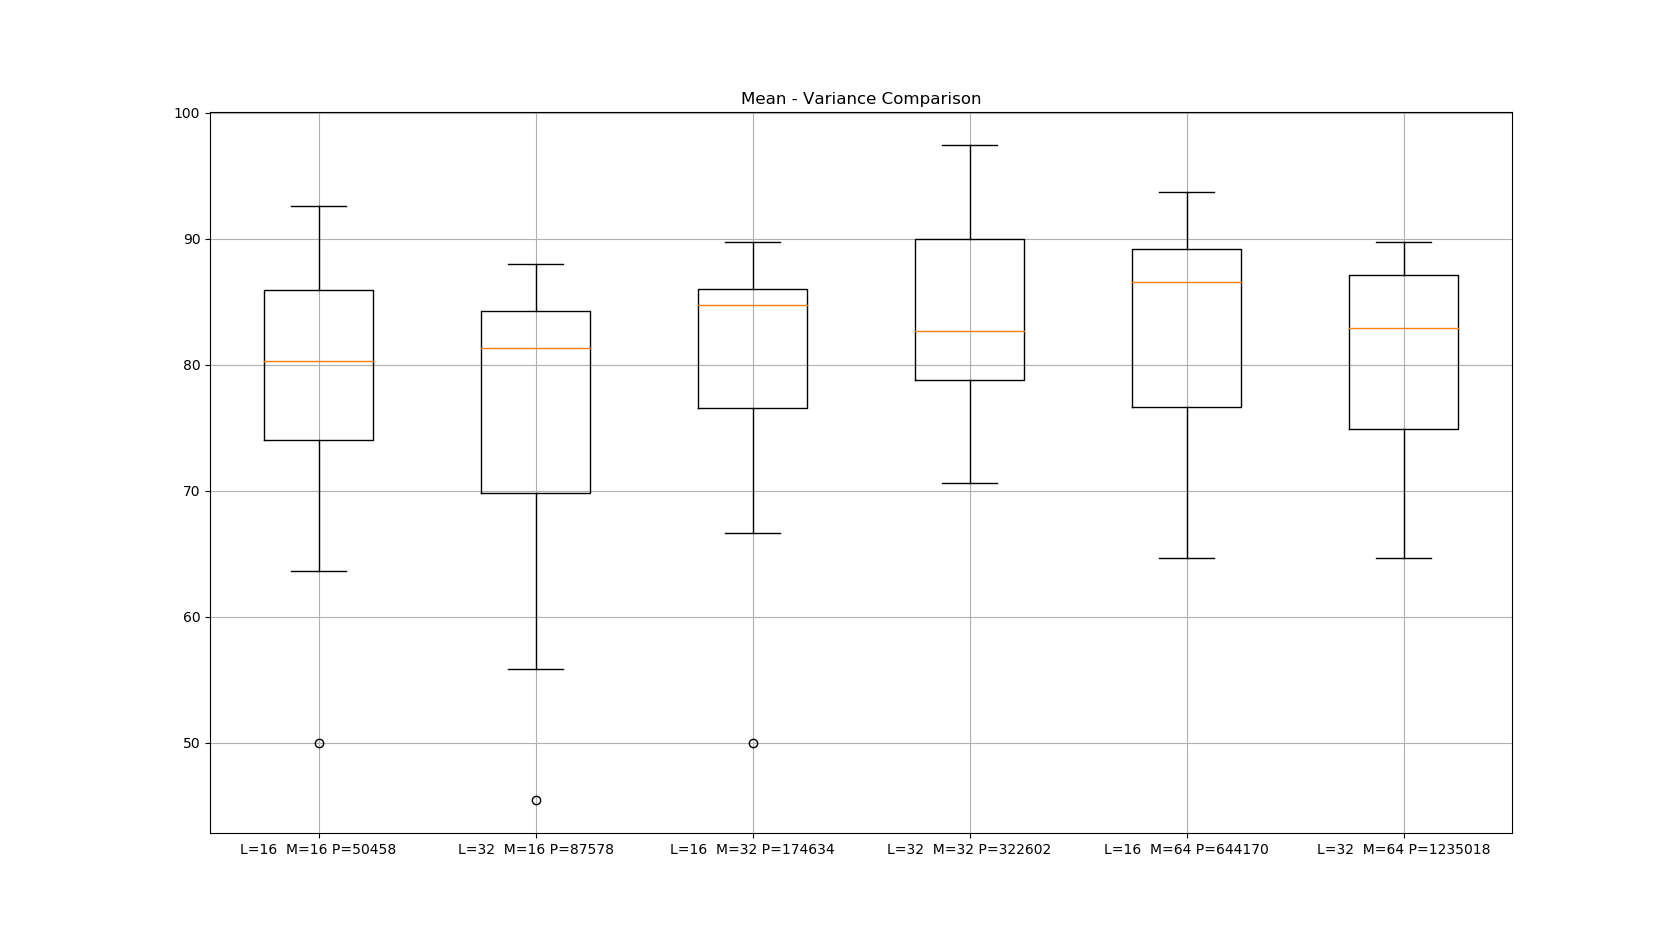 Mean - Variance Comparison
100
90
80
70
60
50
L=16  M=16 P=50458
L=32  M=16 P=87578
L=16  M=32 P=174634
L=32  M=32 P=322602
L=16  M=64 P=644170
L=32  M=64 P=1235018